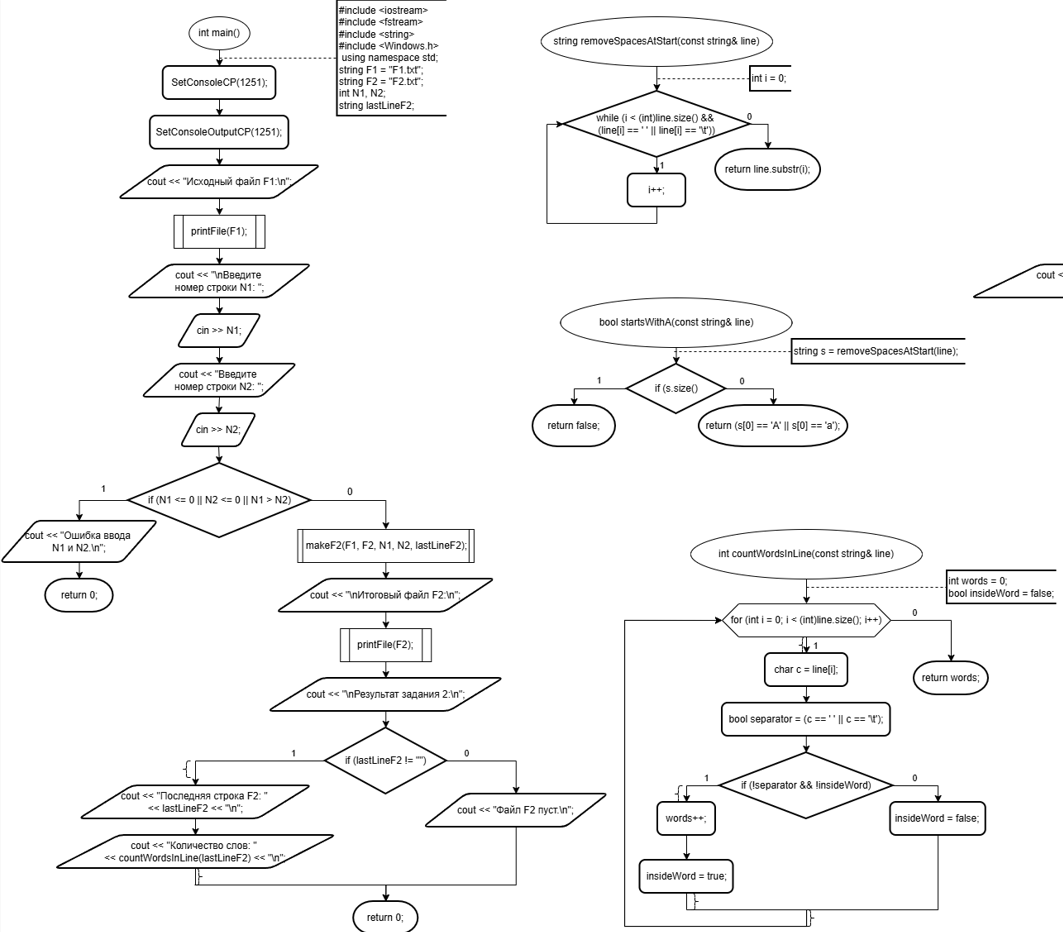 int main()
#include <iostream>
#include <fstream>
#include <string>
#include <Windows.h>
using namespace std;
string F1 = "F1.txt";
string F2 = "F2.txt";
int N1, N2;
string lastLineF2;
SetConsoleCP(1251);
SetConsoleOutputCP(1251);
cout << "Исходный файл F1:\n";
printFile(F1);
cout << "\nВведите
номер строки N1: ";
cin >> N1;
cout << "Введите
номер строки N2: ";
cin >> N2;
if (N1 <= 0 || N2 <= 0 || N1 > N2)
1
0
cout << "Ошибка ввода
N1 и N2.\n";
return 0;
makeF2(F1, F2, N1, N2, lastLineF2);
cout << "\nИтоговый файл F2:\n";
printFile(F2);
cout << "\nРезультат задания 2:\n";
if (lastLineF2 != "")
1
0
cout << "Последняя строка F2: "
<< lastLineF2 << "\n";
cout << "Количество слов: "
<< countWordsInLine(lastLineF2) << "\n";
cout << "Файл F2 пуст.\n";
return 0;
string removeSpacesAtStart(const string& line)
int i = 0;
while (i < (int)line.size() &&
(line[i] == ' ' || line[i] == '\t'))
0
1
return line.substr(i);
i++;
cout <
bool startsWithA(const string& line)
string s = removeSpacesAtStart(line);
if (s.size()
1
0
return false;
return (s[0] == 'A' || s[0] == 'a');
int countWordsInLine(const string& line)
int words = 0;
bool insideWord = false;
for (int i = 0; i < (int)line.size(); i++)
0
1
char c = line[i];
return words;
bool separator = (c == ' ' || c == '\t');
if (!separator && !insideWord)
1
0
words++;
insideWord = false;
insideWord = true;